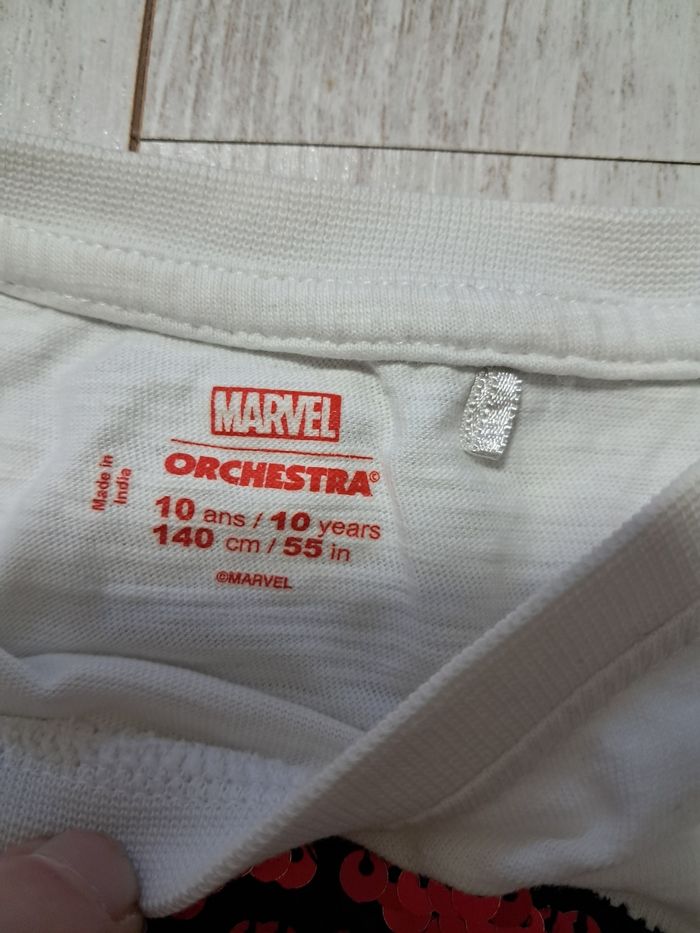 MARVEL
ORCHESTRA©
Made in
India
10 ans / 10 years
140 cm / 55 in
©MARVEL